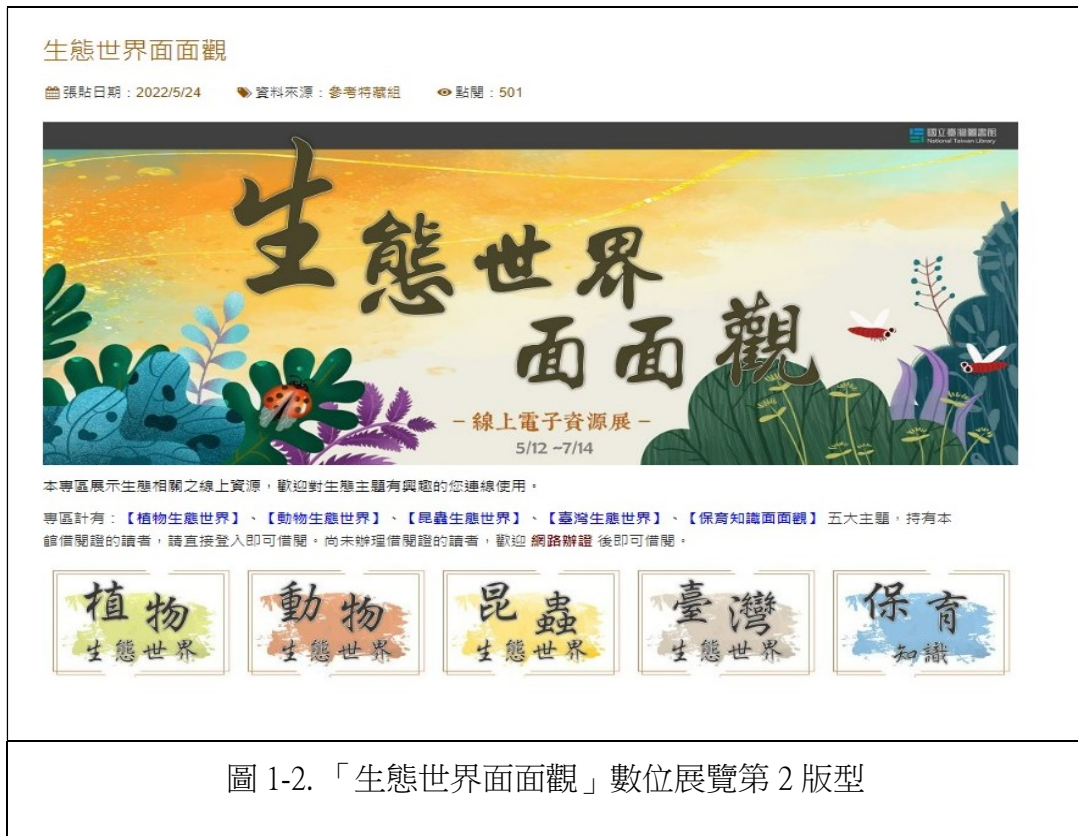 生態世界面面觀
張貼日期：2022/5/24 資料來源：參考特藏組 點閱：501
國立臺灣圖書館
National Taiwan Library
生態世界
面面觀
－線上電子資源展－
5/12 ~7/14
本專區展示生態相關之線上資源，歡迎對生態主題有興趣的您連線使用。
專區計有：【植物生態世界】、【動物生態世界】、【昆蟲生態世界】、【臺灣生態世界】、【保育知識面面觀】 五大主題，持有本
館借閱證的讀者，請直接登入即可借閱。尚未辦理借閱證的讀者，歡迎 網路辦證 後即可借閱。
植物
生態世界
動物
生態世界
昆蟲
生態世界
臺灣
生態世界
保育
知識
圖 1-2. 「生態世界面面觀」數位展覽第 2 版型